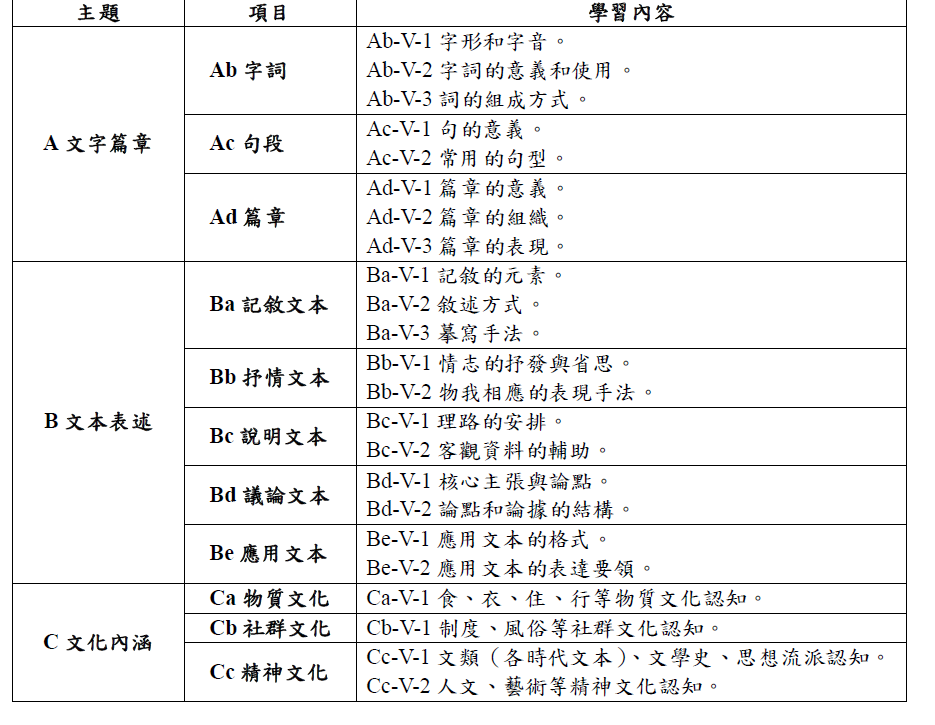 主題 項目 學習內容
A 文字篇章
Ab 字詞
Ab-V-1 字形和字音。
Ab-V-2 字詞的意義和使用。
Ab-V-3 詞的組成方式。
Ac 句段
Ac-V-1 句的意義。
Ac-V-2 常用的句型。
Ad 篇章
Ad-V-1 篇章的意義。
Ad-V-2 篇章的組織。
Ad-V-3 篇章的表現。
B 文本表述
Ba 記敘文本
Ba-V-1 記敘的元素。
Ba-V-2 敘述方式。
Ba-V-3 摹寫手法。
Bb 抒情文本
Bb-V-1 情志的抒發與省思。
Bb-V-2 物我相應的表現手法。
Bc 說明文本
Bc-V-1 理路的安排。
Bc-V-2 客觀資料的輔助。
Bd 議論文本
Bd-V-1 核心主張與論點。
Bd-V-2 論點和論據的結構。
Be 應用文本
Be-V-1 應用文本的格式。
Be-V-2 應用文本的表達要領。
C 文化內涵
Ca 物質文化
Ca-V-1 食、衣、住、行等物質文化認知。
Cb 社群文化
Cb-V-1 制度、風俗等社群文化認知。
Cc 精神文化
Cc-V-1 文類（各時代文本）、文學史、思想流派認知。
Cc-V-2 人文、藝術等精神文化認知。